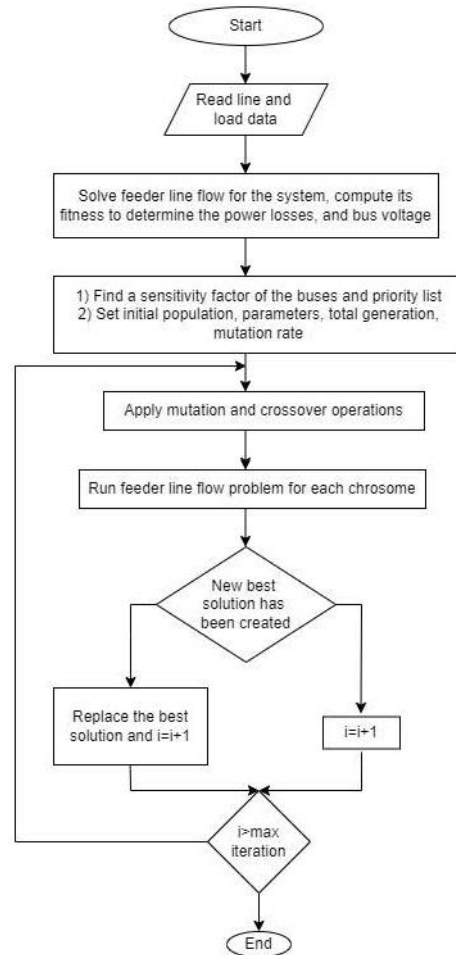 Start
Read line and
load data
Solve feeder line flow for the system, compute its
fitness to determine the power losses, and bus voltage
1) Find a sensitivity factor of the buses and priority list
2) Set initial population, parameters, total generation,
mutation rate
Apply mutation and crossover operations
Run feeder line flow problem for each chrosome
New best
solution has
been created
Replace the best
solution and i=i+1
i=i+1
i>max
iteration
End